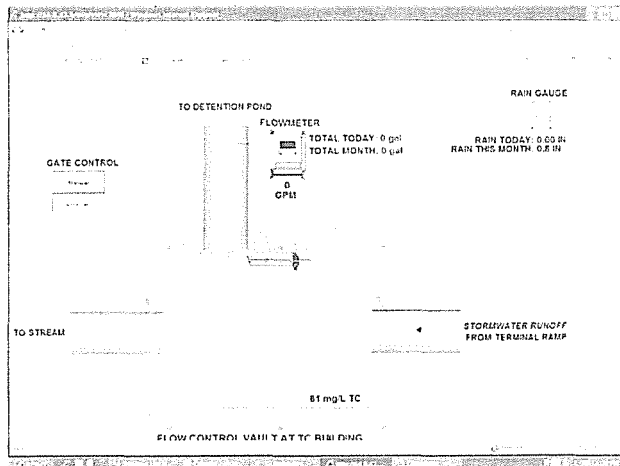 RAIN GAUGE
TO DETENTION POND
FLOWMETER
TOTAL TODAY: 0 gal
TOTAL MONTH: 0 gal
RAIN TODAY: 0.00 IN
RAIN THIS MONTH: 0.8 IN
GATE CONTROL
0
GPM
TO STREAM
STORMWATER RUNOFF
FROM TERMINAL RAMP
61 mg/L TC
FLOW CONTROL VAULT AT TC BUILDING